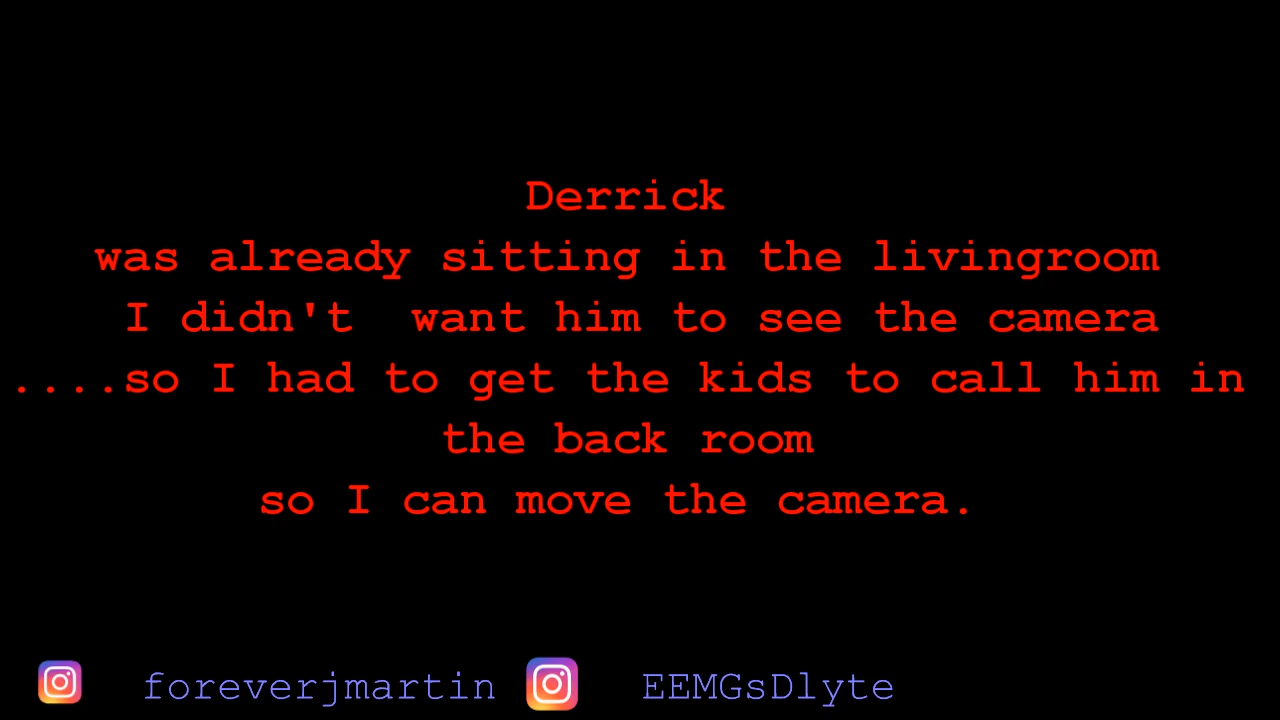 Derrick
was already sitting in the livingroom
I didn't  want him to see the camera
....so I had to get the kids to call him in
the back room
so I can move the camera.
foreverjmartin EEMGsDlyte